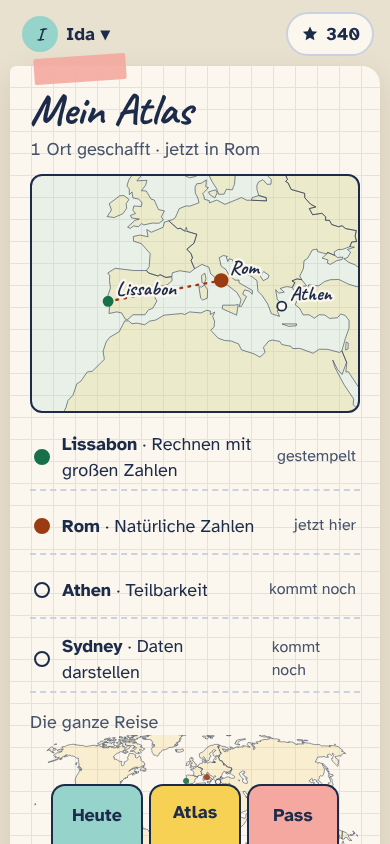 I Ida ▾ ★ 340
Mein Atlas
1 Ort geschafft · jetzt in Rom
Rom
Lissabon
Athen
Lissabon · Rechnen mit
großen Zahlen
gestempelt
Rom · Natürliche Zahlen
jetzt hier
Athen · Teilbarkeit
kommt noch
Sydney · Daten
darstellen
kommt
noch
Die ganze Reise
Heute Atlas Pass